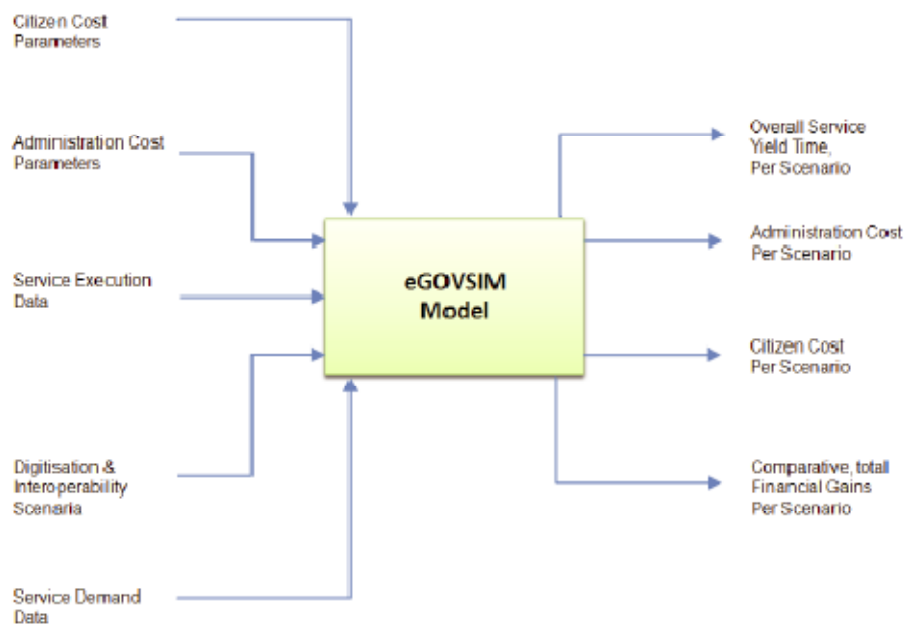 Citizen Cost
Parameters
Administration Cost
Parameters
Service Execution
Data
Digitisation &
Interoperability
Scenaria
Service Demand
Data
eGOVSIM
Model
Overall Service
Yield Time,
Per Scenario
Administration Cost
Per Scenario
Citizen Cost
Per Scenario
Comparative, total
Financial Gains
Per Scenario